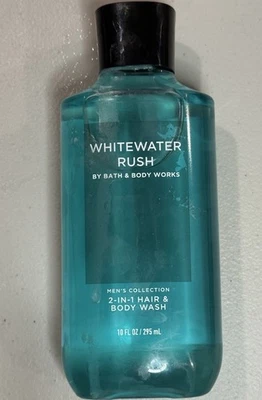 WHITEWATER
RUSH
BY BATH & BODY WORKS
MEN'S COLLECTION
2-IN-1 HAIR &
BODY WASH
10 FL OZ / 295 mL